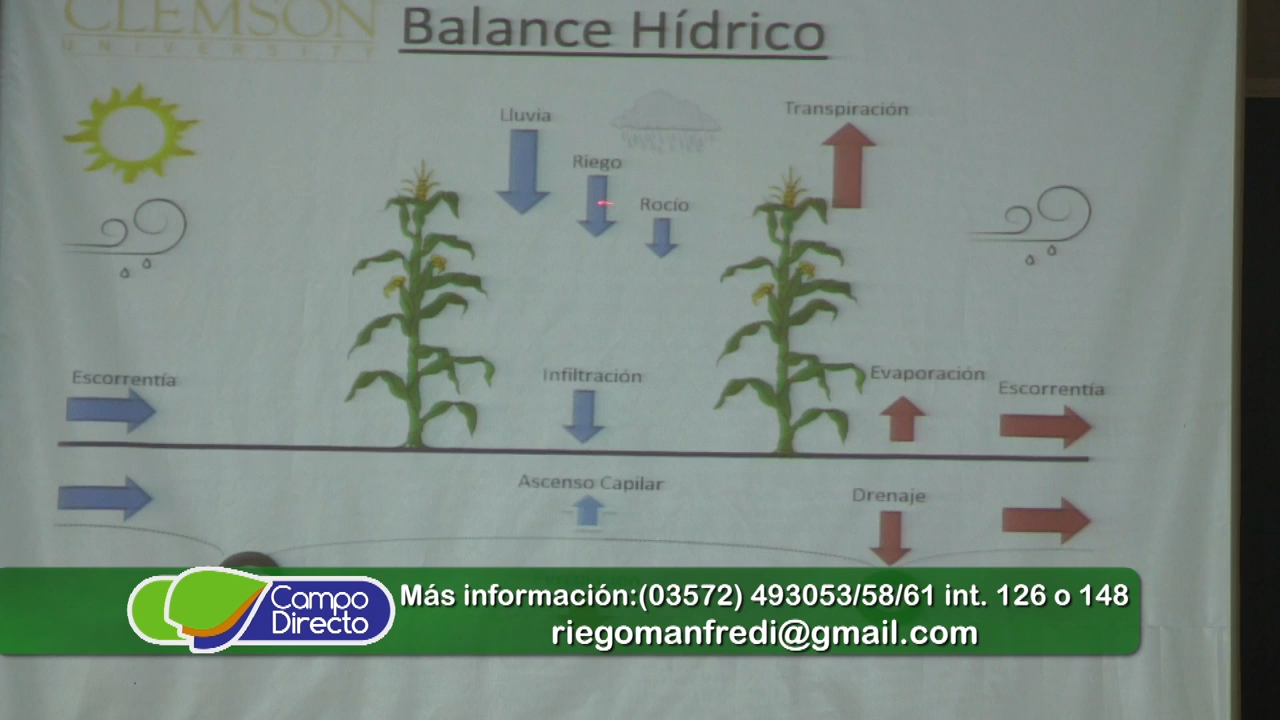 CLEMSON
UNIVERSITY
Balance Hídrico
Lluvia
Transpiración
Riego
Rocío
Escorrentía
Infiltración
Evaporación
Escorrentía
Ascenso Capilar
Drenaje
Campo
Directo
Más información:(03572) 493053/58/61 int. 126 o 148
riegomanfredi@gmail.com